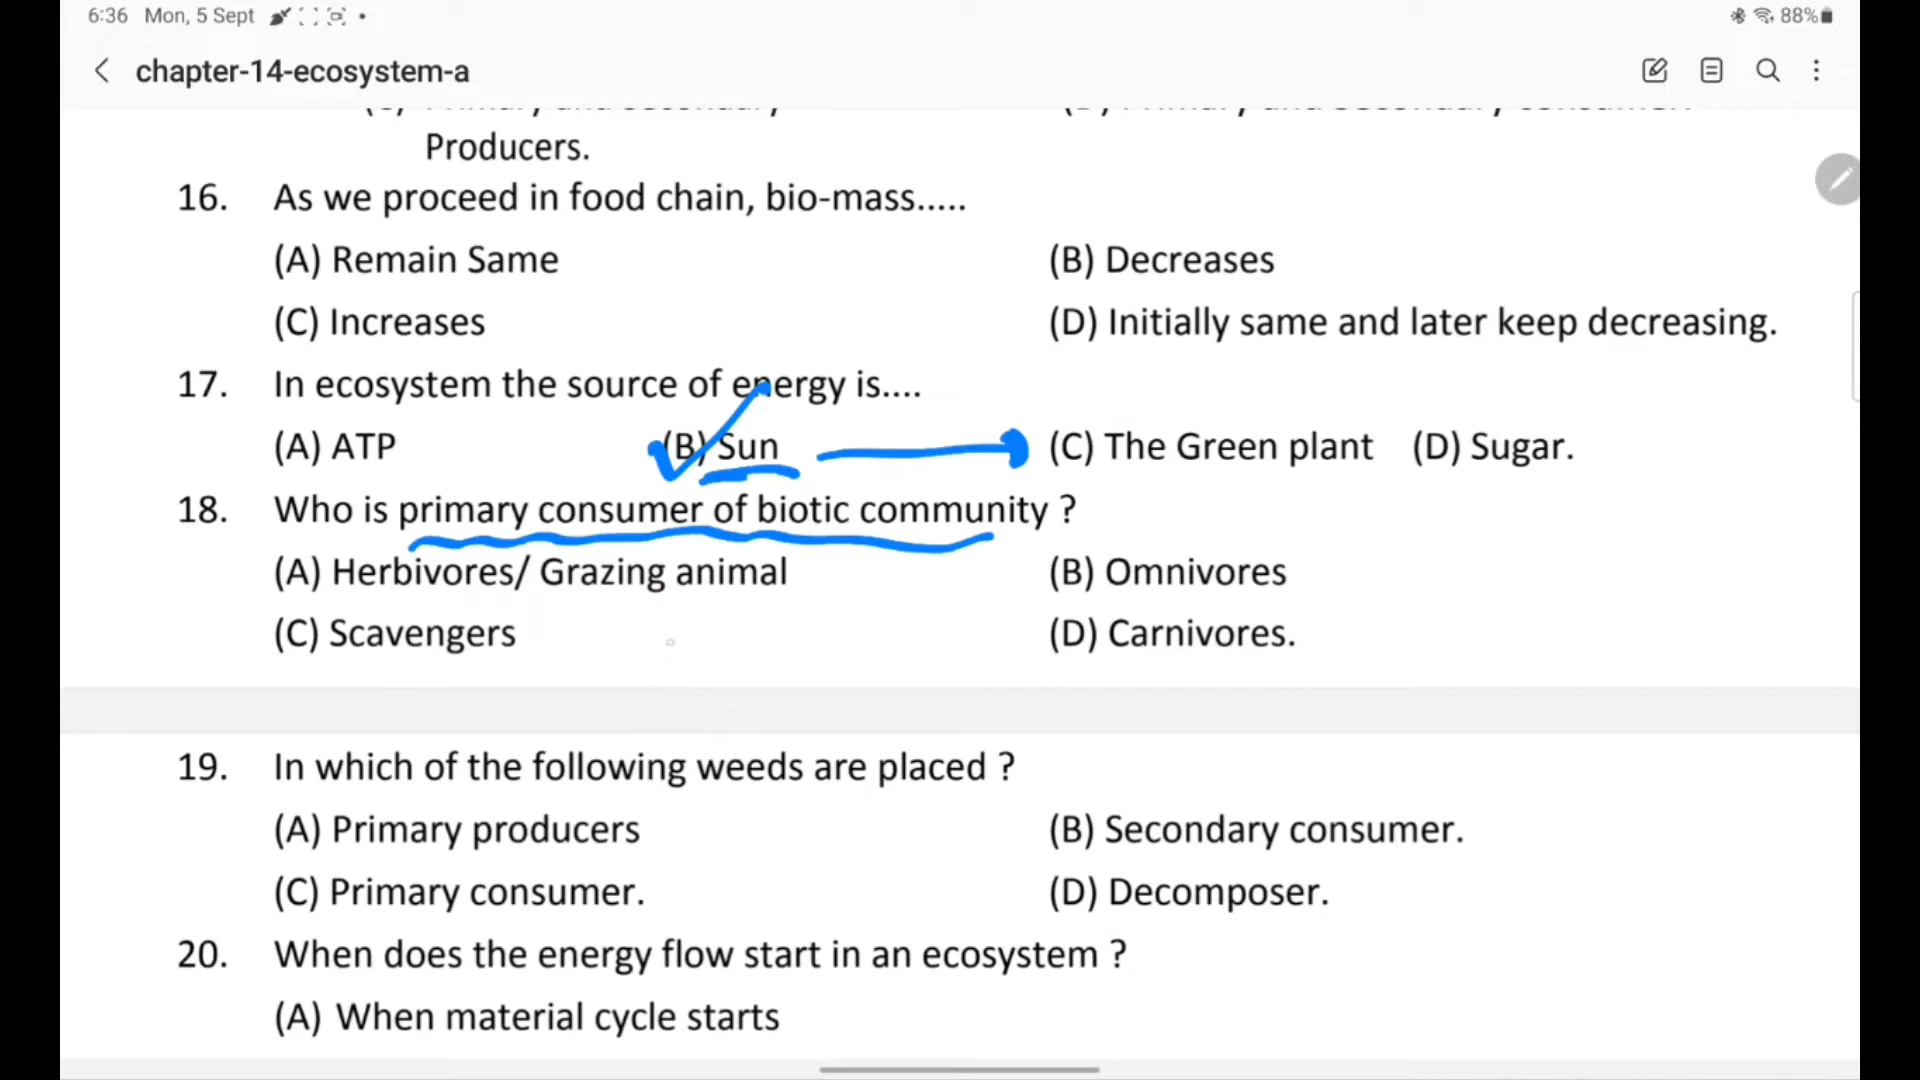 6:36 Mon, 5 Sept
88%
chapter-14-ecosystem-a
Producers.
16. As we proceed in food chain, bio-mass.....
(A) Remain Same (B) Decreases
(C) Increases (D) Initially same and later keep decreasing.
17. In ecosystem the source of energy is....
(A) ATP (B) Sun (C) The Green plant (D) Sugar.
18. Who is primary consumer of biotic community ?
(A) Herbivores/ Grazing animal (B) Omnivores
(C) Scavengers (D) Carnivores.
19. In which of the following weeds are placed ?
(A) Primary producers (B) Secondary consumer.
(C) Primary consumer. (D) Decomposer.
20. When does the energy flow start in an ecosystem ?
(A) When material cycle starts